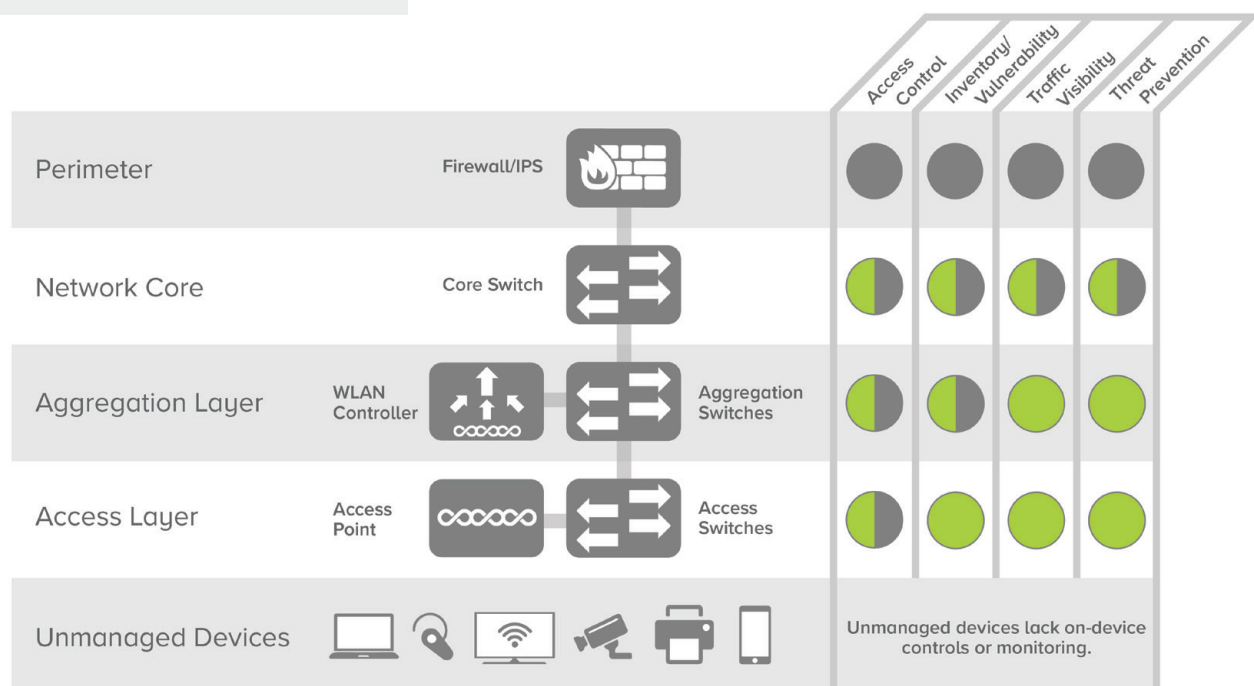 Access
Control
Inventory/
Vulnerability
Traffic
Visibility
Threat
Prevention
Perimeter
Firewall/IPS
Network Core
Core Switch
Aggregation Layer
WLAN
Controller
Aggregation
Switches
Access Layer
Access
Point
Access
Switches
Unmanaged Devices
Unmanaged devices lack on-device
controls or monitoring.